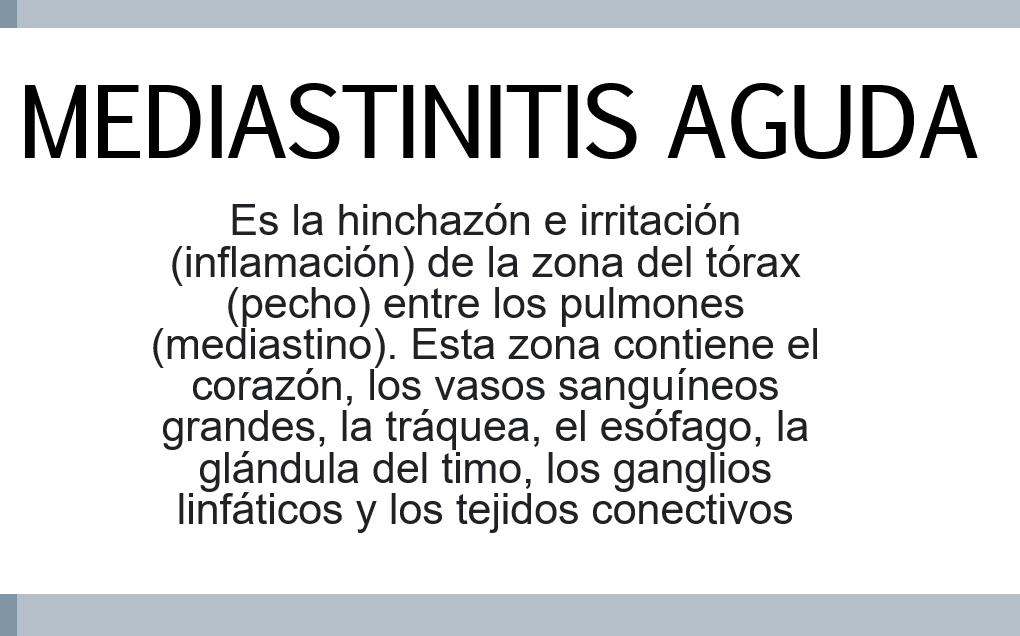 MEDIASTINITIS AGUDA
Es la hinchazón e irritación
(inflamación) de la zona del tórax
(pecho) entre los pulmones
(mediastino). Esta zona contiene el
corazón, los vasos sanguíneos
grandes, la tráquea, el esófago, la
glándula del timo, los ganglios
linfáticos y los tejidos conectivos